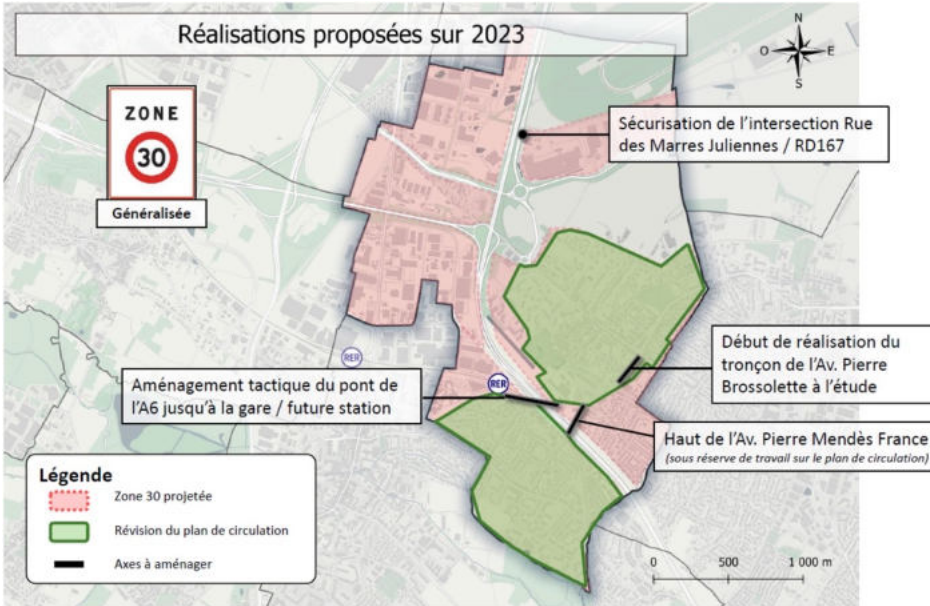 Réalisations proposées sur 2023
N
O
E
S
ZONE
30
Généralisée
Sécurisation de l'intersection Rue
des Marres Juliennes / RD167
RER
RER
Début de réalisation du
tronçon de l'Av. Pierre
Brossolette à l'étude
Aménagement tactique du pont de
l'A6 jusqu'à la gare / future station
Haut de l'Av. Pierre Mendès France
(sous réserve de travail sur le plan de circulation)
Légende
Zone 30 projetée
Révision du plan de circulation
Axes à aménager
0 500 1 000 m